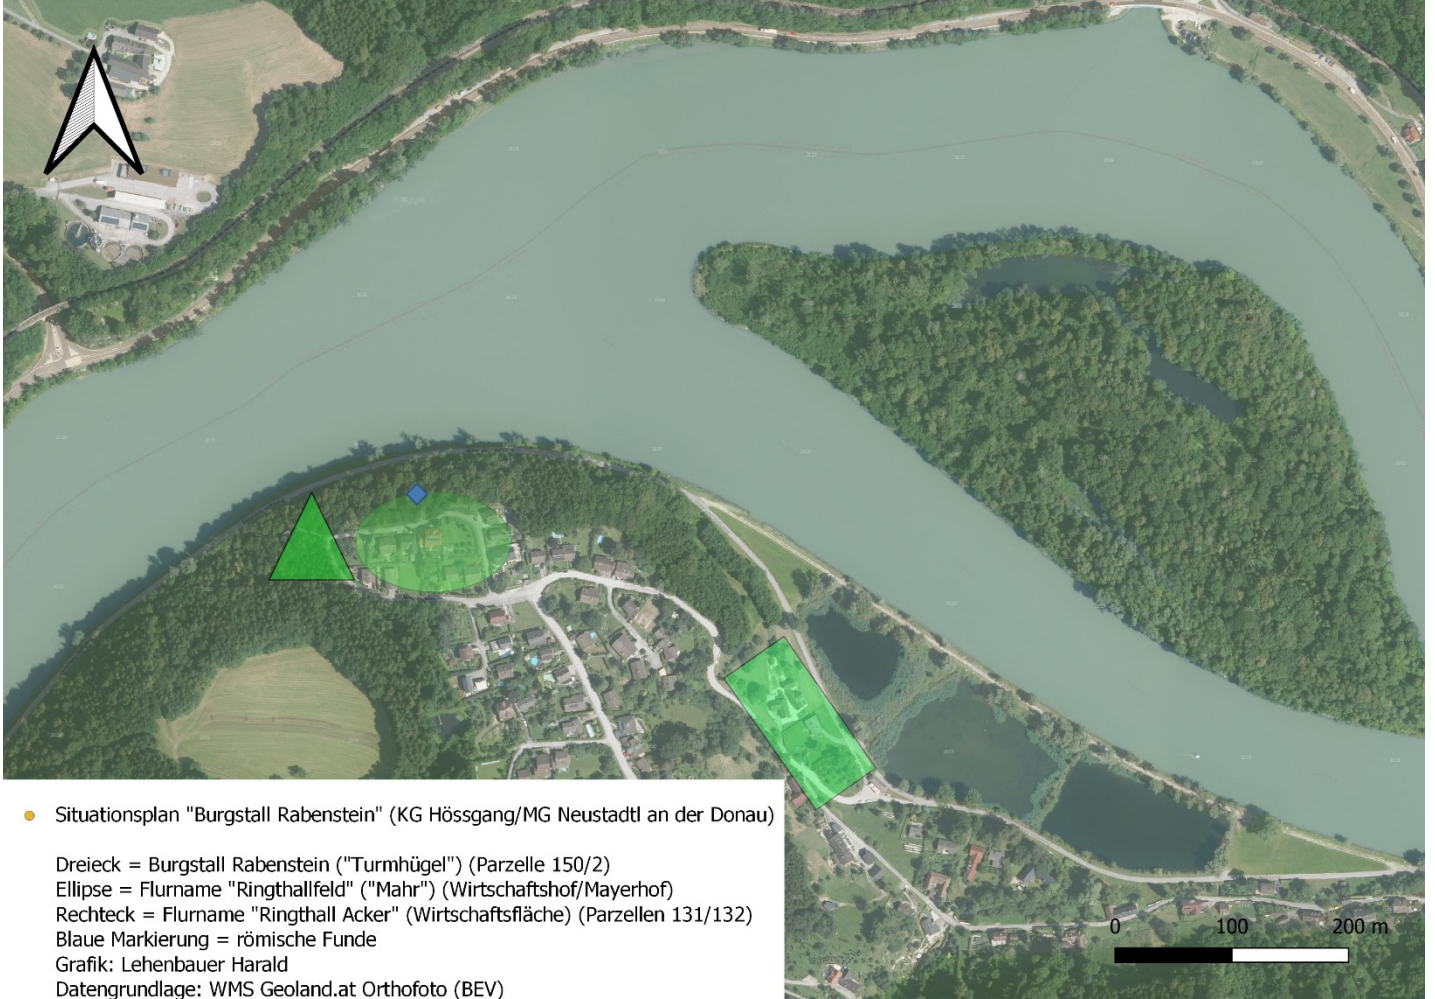 Situationsplan "Burgstall Rabenstein" (KG Hössgang/MG Neustadtl an der Donau)
Dreieck = Burgstall Rabenstein ("Turmhügel") (Parzelle 150/2)
Ellipse = Flurname "Ringthallfeld" ("Mahr") (Wirtschaftshof/Mayerhof)
Rechteck = Flurname "Ringthall Acker" (Wirtschaftsfläche) (Parzellen 131/132)
Blaue Markierung = römische Funde
Grafik: Lehenbauer Harald
Datengrundlage: WMS Geoland.at Orthofoto (BEV)
0 100 200 m